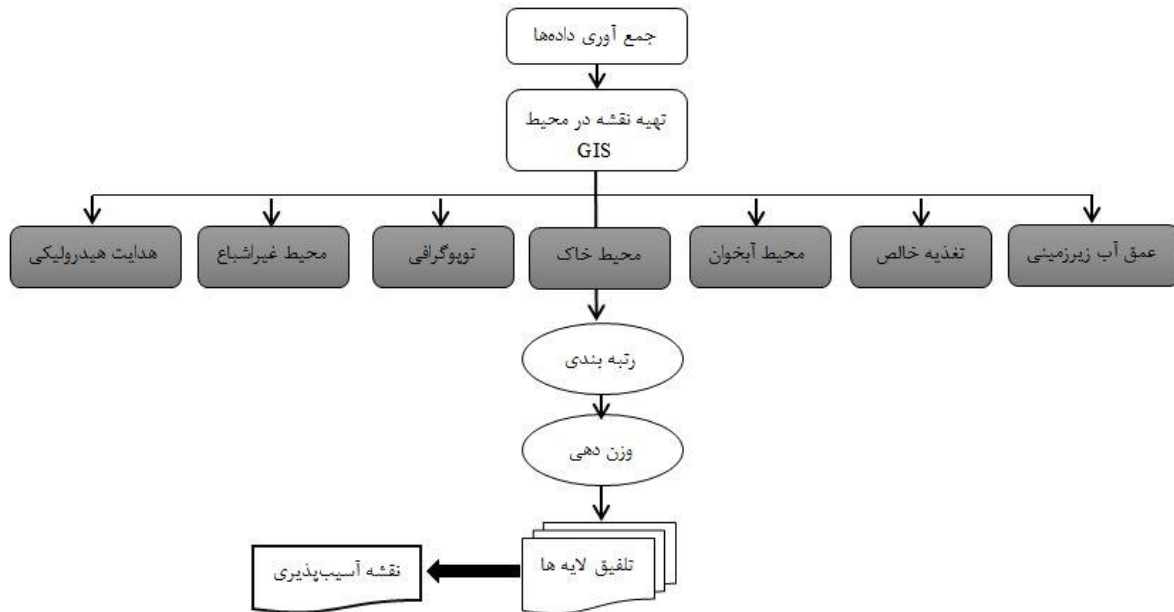 جمع آوری داده‌ها
تهیه نقشه در محیط
GIS
عمق آب زیرزمینی
تغذیه خالص
محیط آبخوان
محیط خاک
توپوگرافی
محیط غیراشباع
هدایت هیدرولیکی
رتبه بندی
وزن دهی
تلفیق لایه ها
نقشه آسیب‌پذیری